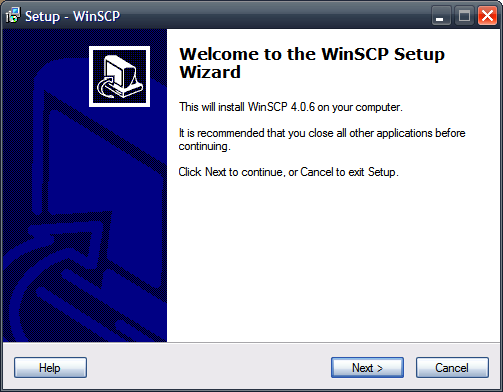 Setup - WinSCP
Welcome to the WinSCP Setup
Wizard
This will install WinSCP 4.0.6 on your computer.
It is recommended that you close all other applications before
continuing.
Click Next to continue, or Cancel to exit Setup.
Help
Next >
Cancel